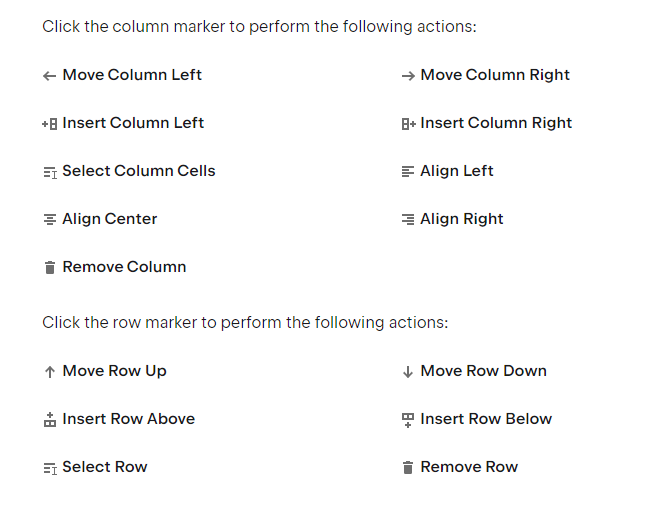 Click the column marker to perform the following actions:
Move Column Left
Move Column Right
Insert Column Left
Insert Column Right
Select Column Cells
Align Left
Align Center
Align Right
Remove Column
Click the row marker to perform the following actions:
Move Row Up
Move Row Down
Insert Row Above
Insert Row Below
Select Row
Remove Row